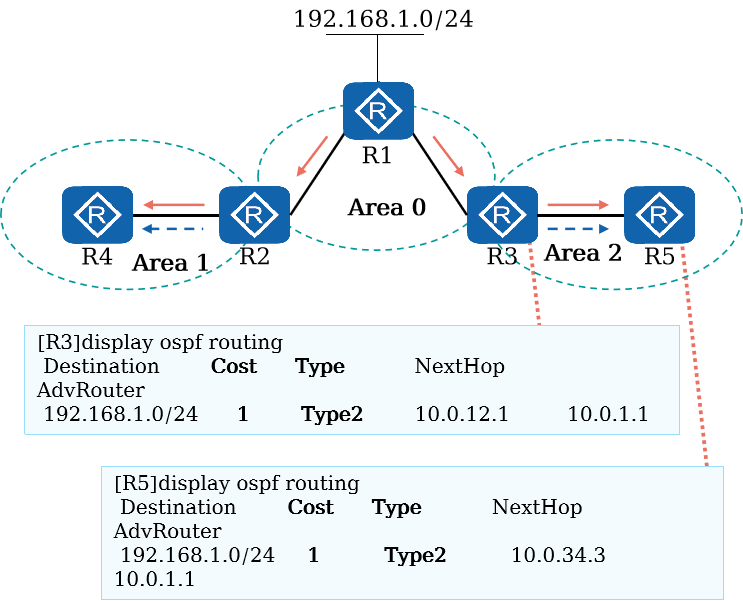 192.168.1.0/24
R
R1
Area 0
R
R4
Area 1
R
R2
R
R3
Area 2
R
R5
[R3]display ospf routing
Destination Cost Type NextHop
AdvRouter
192.168.1.0/24 1 Type2 10.0.12.1 10.0.1.1
[R5]display ospf routing
Destination Cost Type NextHop
AdvRouter
192.168.1.0/24 1 Type2 10.0.34.3
10.0.1.1